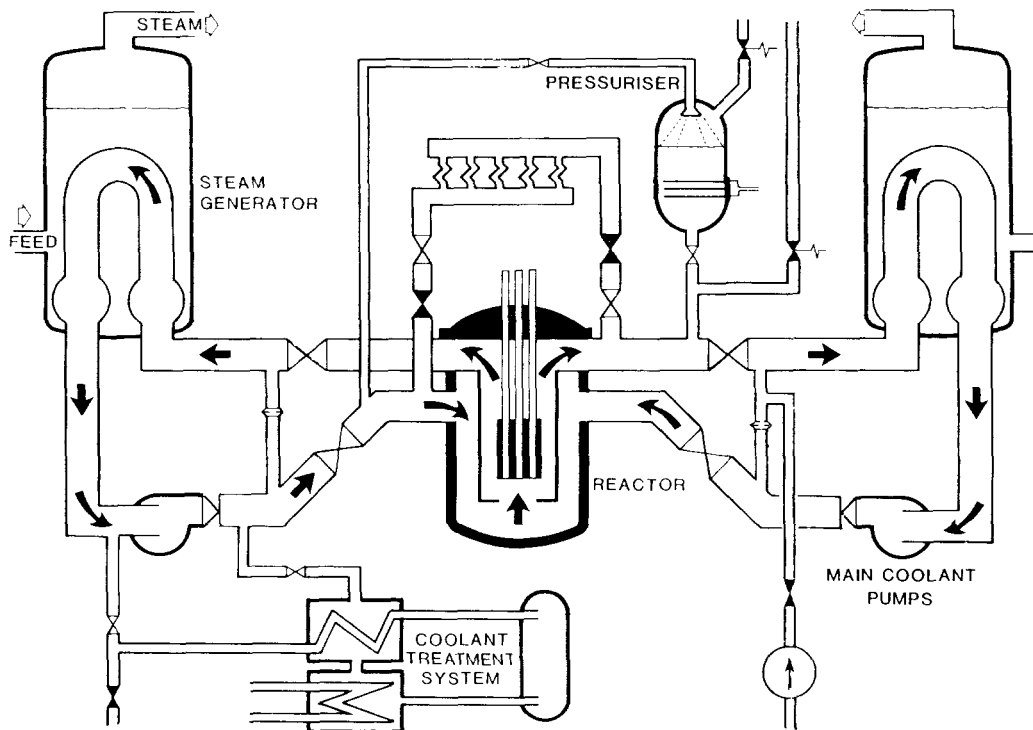 STEAM
PRESSURISER
STEAM
GENERATOR
FEED
REACTOR
MAIN COOLANT
PUMPS
COOLANT
TREATMENT
SYSTEM